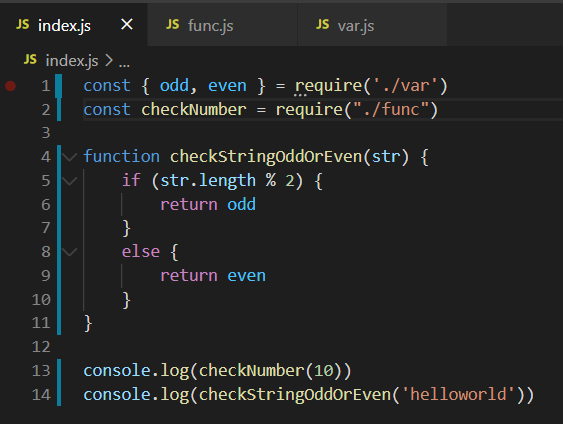 JS index.js × JS func.js JS var.js
JS index.js > ...
1 const { odd, even } = require('./var')
2 const checkNumber = require("./func")
3
4 function checkStringOddOrEven(str) {
5     if (str.length % 2) {
6         return odd
7     }
8     else {
9         return even
10     }
11 }
12
13 console.log(checkNumber(10))
14 console.log(checkStringOddOrEven('helloworld'))